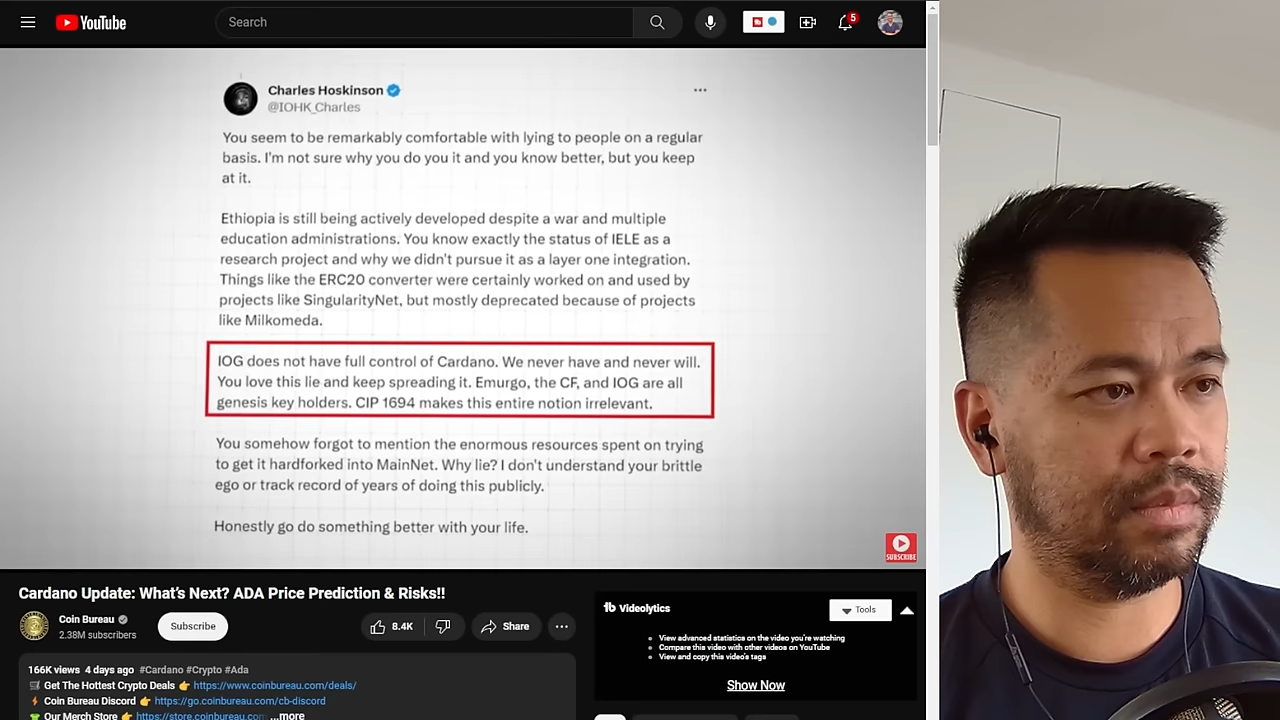 YouTube
Search
5
Charles Hoskinson
@IOHK_Charles
You seem to be remarkably comfortable with lying to people on a regular
basis. I'm not sure why you do you it and you know better, but you keep
at it.
Ethiopia is still being actively developed despite a war and multiple
education administrations. You know exactly the status of IELE as a
research project and why we didn't pursue it as a layer one integration.
Things like the ERC20 converter were certainly worked on and used by
projects like SingularityNet, but mostly deprecated because of projects
like Milkomeda.
IOG does not have full control of Cardano. We never have and never will.
You love this lie and keep spreading it. Emurgo, the CF, and IOG are all
genesis key holders. CIP 1694 makes this entire notion irrelevant.
You somehow forgot to mention the enormous resources spent on trying
to get it hardforked into MainNet. Why lie? I don't understand your brittle
ego or track record of years of doing this publicly.
Honestly go do something better with your life.
SUBSCRIBE
Cardano Update: What's Next? ADA Price Prediction & Risks!!
Coin Bureau
2.38M subscribers
Subscribe
8.4K
Share
166K views 4 days ago #Cardano #Crypto #Ada
Get The Hottest Crypto Deals 👉 https://www.coinbureau.com/deals/
Coin Bureau Discord 👉 https://go.coinbureau.com/cb-discord
Our Merch Store 👉 https://store.coinbureau.com ...more
tb Videolytics
Tools
View advanced statistics on the video you're watching
Compare this video with other videos on YouTube
View and copy this video's tags
Show Now